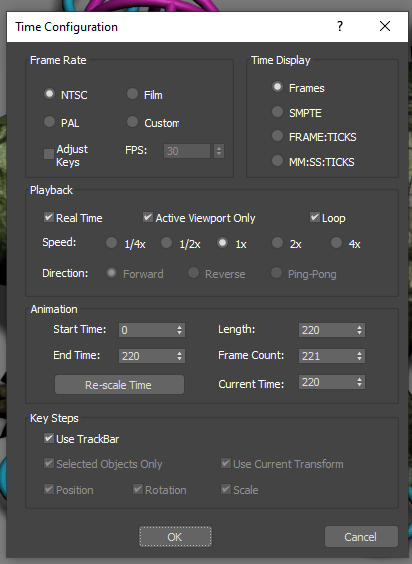 Time Configuration ? ×
Frame Rate
NTSC Film
PAL Custom
Adjust Keys FPS: 30
Time Display
Frames
SMPTE
FRAME:TICKS
MM:SS:TICKS
Playback
Real Time Active Viewport Only Loop
Speed: 1/4x 1/2x 1x 2x 4x
Direction: Forward Reverse Ping-Pong
Animation
Start Time: 0 Length: 220
End Time: 220 Frame Count: 221
Re-scale Time Current Time: 220
Key Steps
Use TrackBar
Selected Objects Only Use Current Transform
Position Rotation Scale
OK Cancel